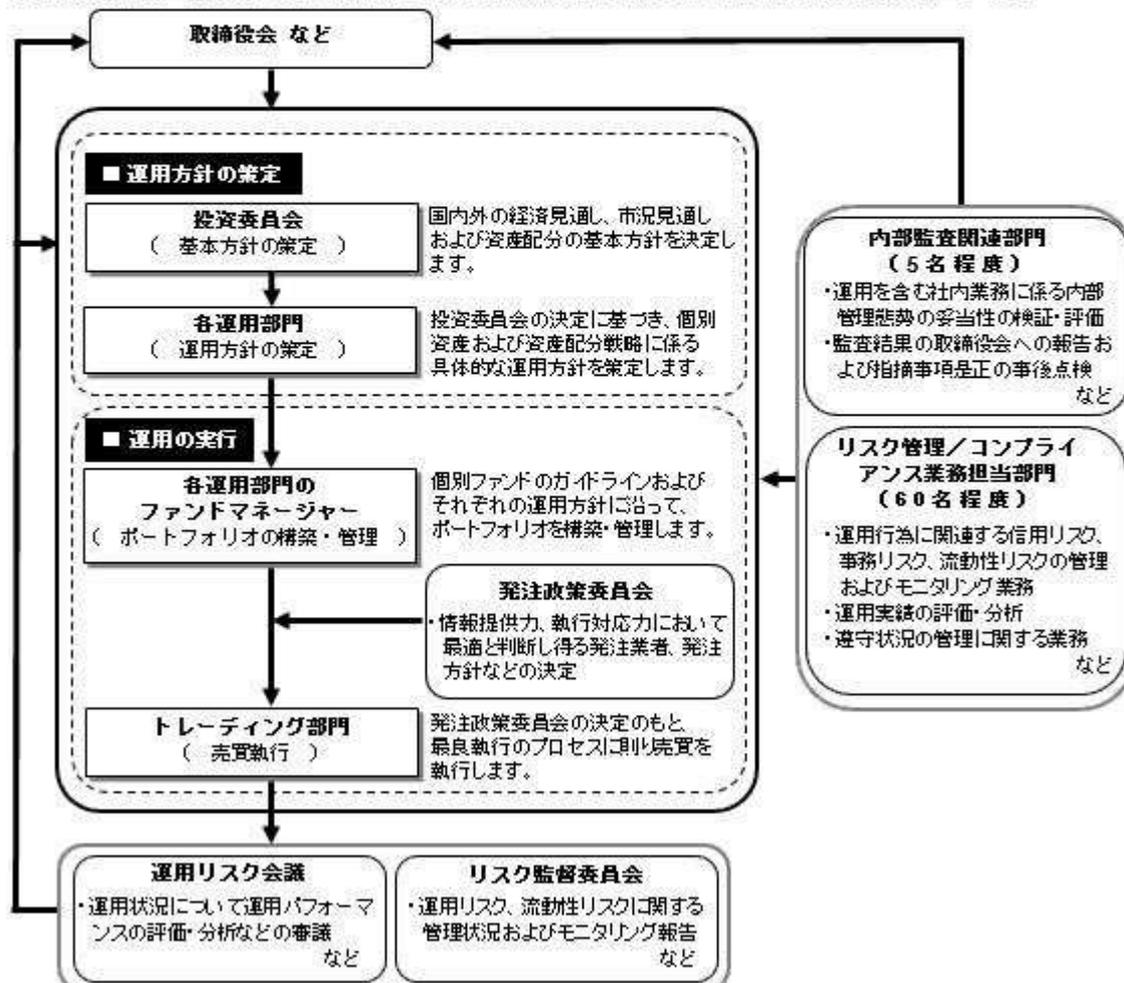 取締役会 など
■ 運用方針の策定
投資委員会
( 基本方針の策定 )
国内外の経済見通し、市況見通し
および資産配分の基本方針を決定し
ます。
各運用部門
( 運用方針の策定 )
投資委員会の決定に基づき、個別
資産および資産配分戦略に係る
具体的な運用方針を策定します。
■ 運用の実行
各運用部門の
ファンドマネージャー
( ポートフォリオの構築・管理 )
個別ファンドのガイドラインおよび
それぞれの運用方針に沿って、
ポートフォリオを構築・管理します。
発注政策委員会
・情報提供力、執行対応力において
最適と判断し得る発注業者、発注
方針などの決定
トレーディング部門
( 売買執行 )
発注政策委員会の決定のもと、
最良執行のプロセスに則り売買を
執行します。
運用リスク会議
・運用状況について運用パフォーマ
ンスの評価・分析などの審議
など
リスク監督委員会
・運用リスク、流動性リスクに関する
管理状況およびモニタリング報告
など
内部監査関連部門
(5名程度)
・運用を含む社内業務に係る内部
管理態勢の妥当性の検証・評価
・監査結果の取締役会への報告お
よび指摘事項是正の事後点検
など
リスク管理/コンプライ
アンス業務担当部門
(60名程度)
・運用行為に関連する信用リスク、
事務リスク、流動性リスクの管理
およびモニタリング業務
・運用実績の評価・分析
・遵守状況の管理に関する業務
など